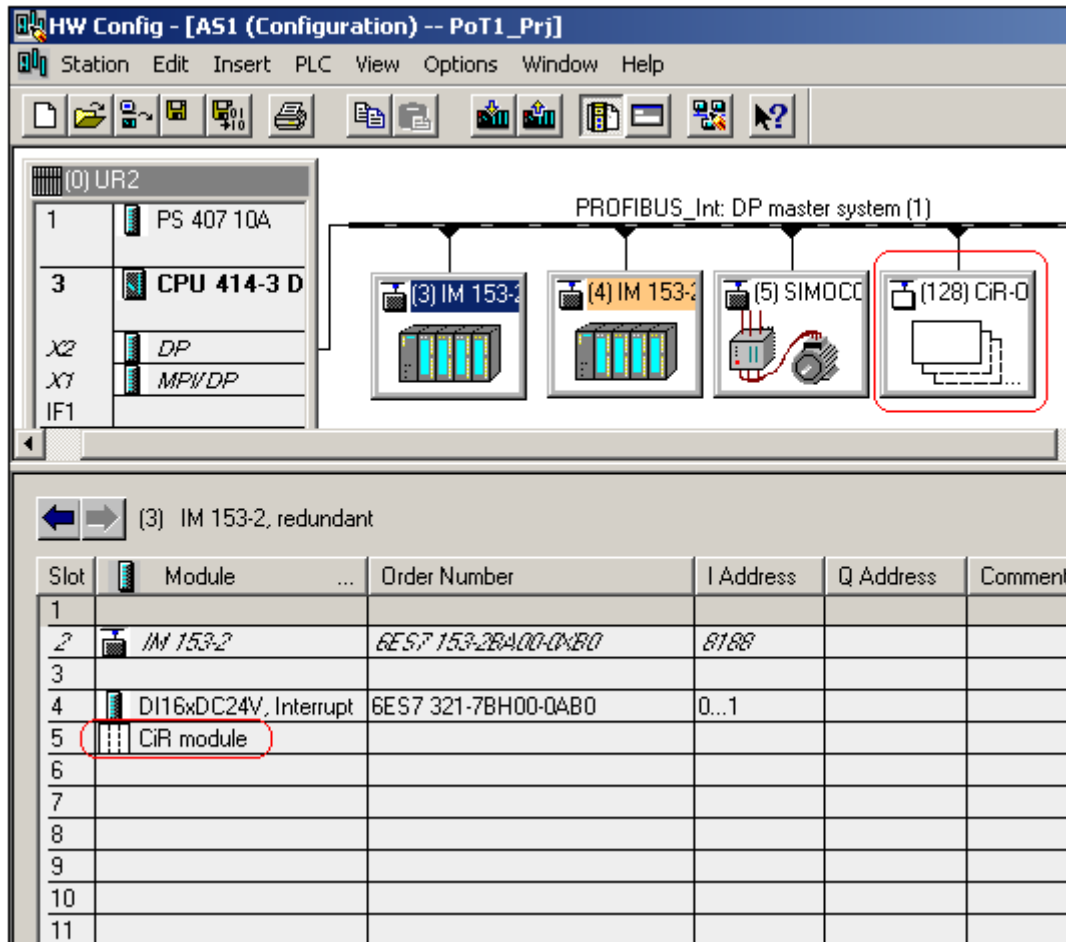 HW Config - [AS1 (Configuration) -- PoT1_Prj]
Station Edit Insert PLC View Options Window Help
(0) UR2
1 PS 407 10A
3 CPU 414-3 D
X2 DP
X1 MPI/DP
IF1
PROFIBUS_Int: DP master system (1)
(3) IM 153-2
(4) IM 153-2
(5) SIMOCO
(128) CiR-O
(3) IM 153-2, redundant
Slot Module ... Order Number I Address Q Address Comment
1
2 IM 153-2 6ES7 153-2BA00-0XB0 8188
3
4 DI16xDC24V, Interrupt 6ES7 321-7BH00-0AB0 0...1
5 CiR module
6
7
8
9
10
11